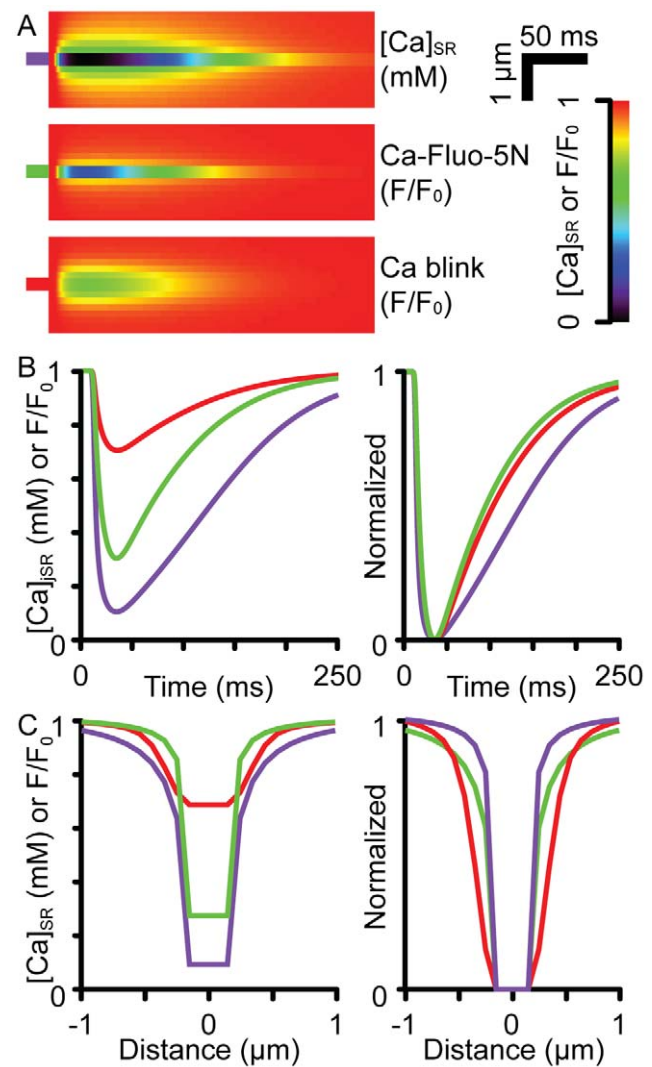 A
[Ca]SR
(mM)
50 ms
1 µm
Ca-Fluo-5N
(F/F0)
Ca blink
(F/F0)
0 [Ca]SR or F/F0 1
B
[Ca]jSR (mM) or F/F0
1
0
0 Time (ms) 250
Normalized
1
0
0 Time (ms) 250
C
[Ca]SR (mM) or F/F0
1
0
-1 0 1
Distance (µm)
Normalized
1
0
-1 0 1
Distance (µm)